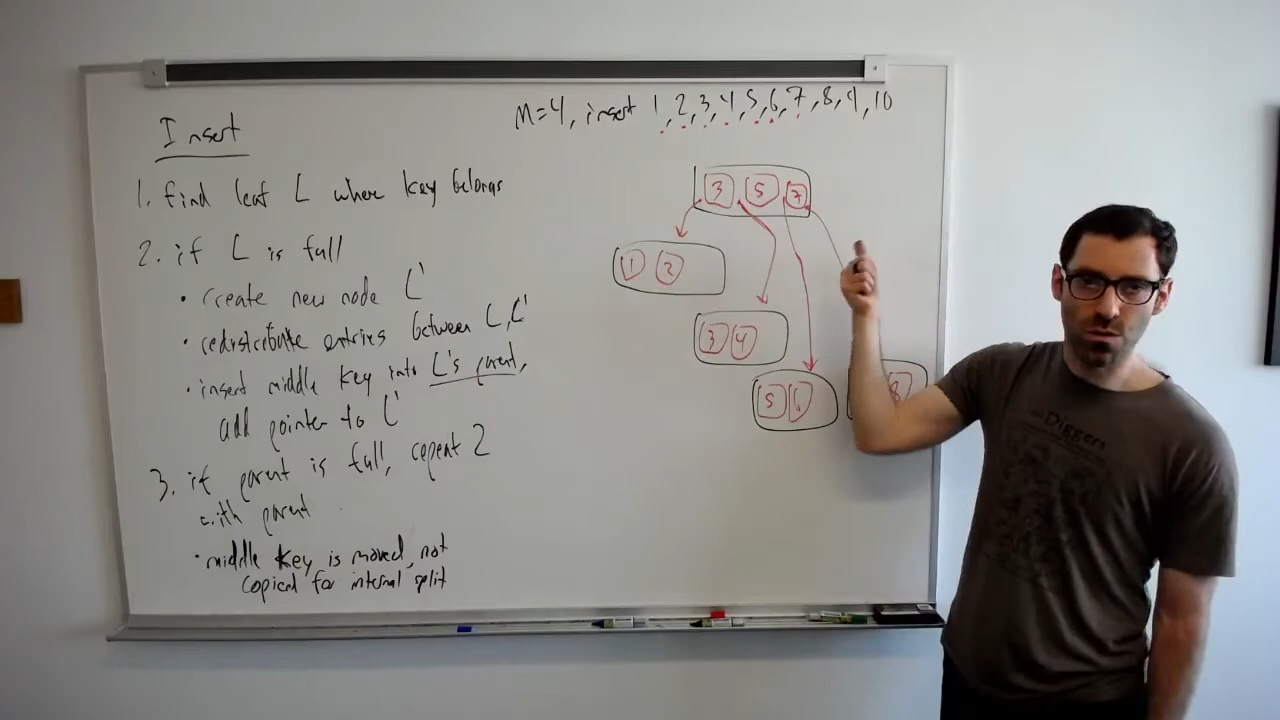 Insert
1. find leaf L where key belongs
2. if L is full
• create new node L'
• redistribute entries between L, L'
• insert middle key into L's parent,
add pointer to L'
3. if parent is full, repeat 2
with parent
• middle key is moved, not
copied for internal split
M=4, insert 1, 2, 3, 4, 5, 6, 7, 8, 9, 10
3 5 7
1 2
3 4
5 6
8
Diggers